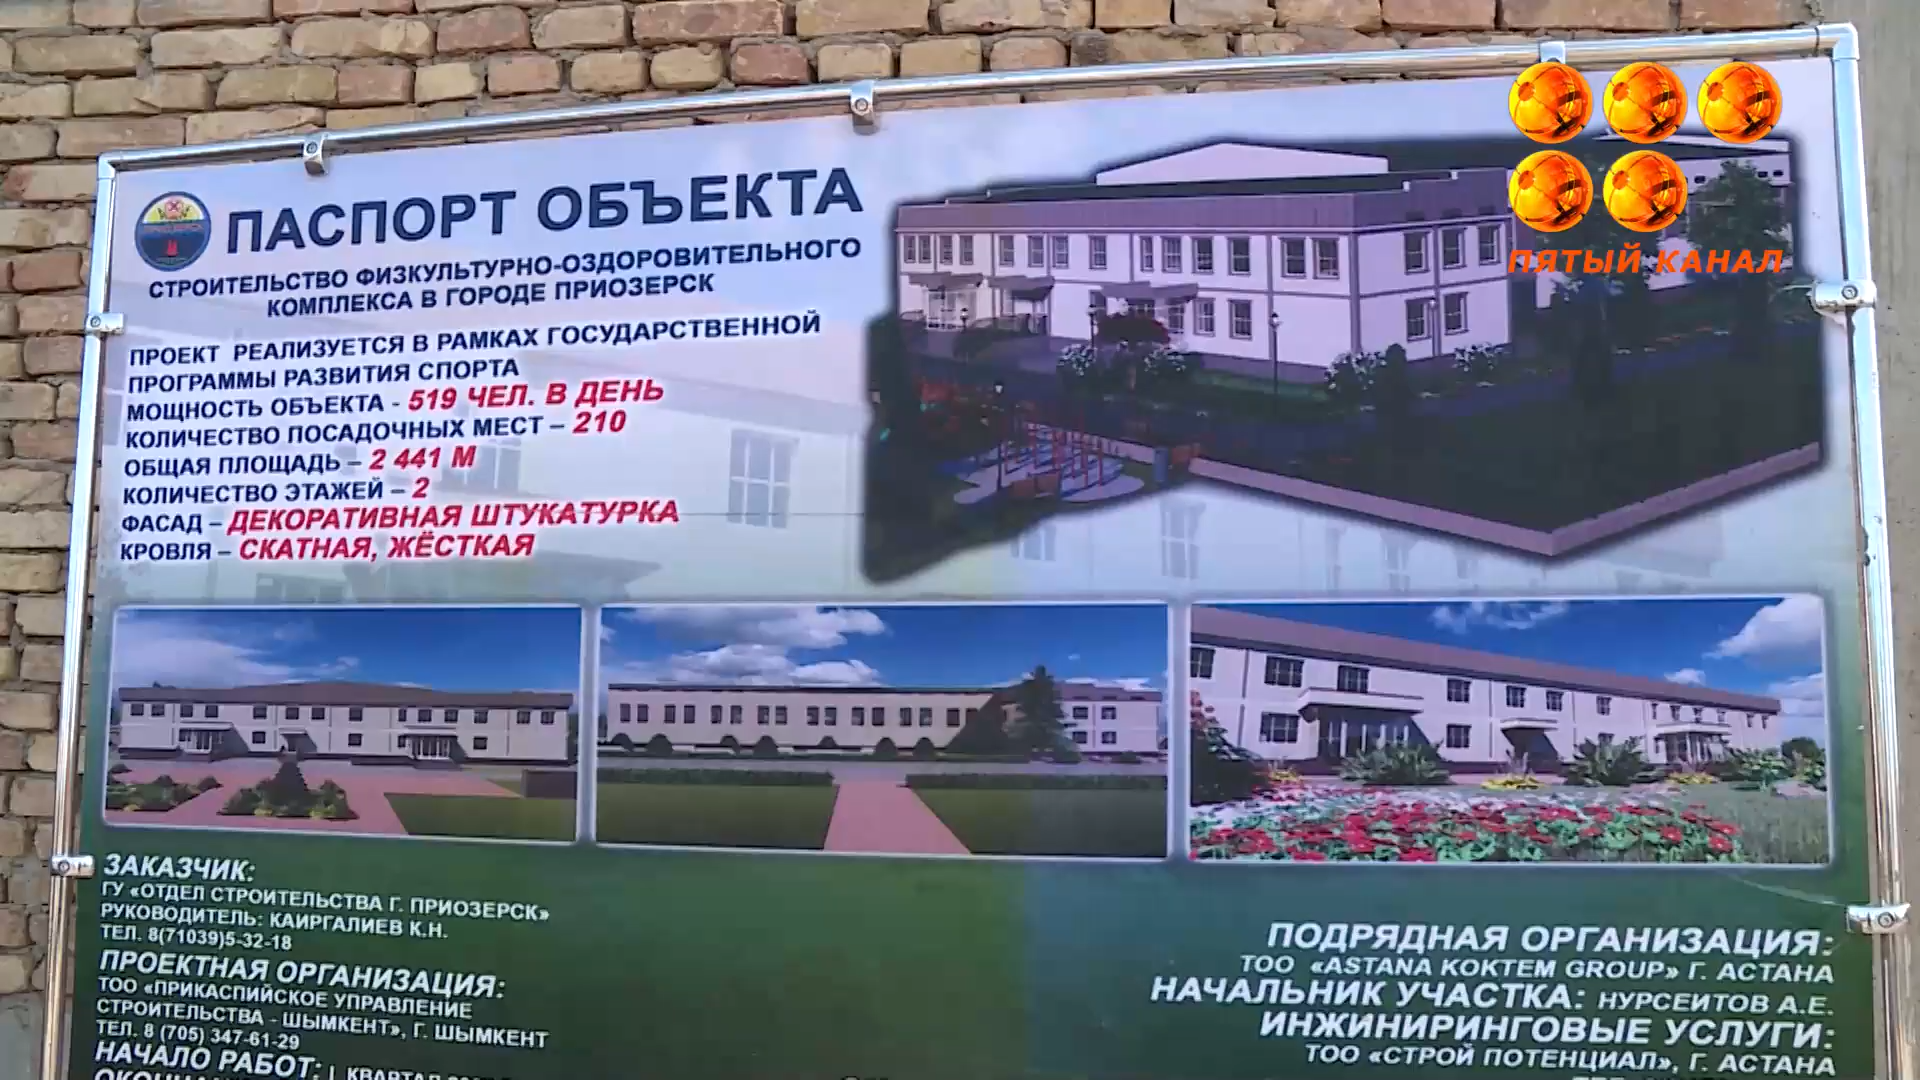 ПАСПОРТ ОБЪЕКТА
СТРОИТЕЛЬСТВО ФИЗКУЛЬТУРНО-ОЗДОРОВИТЕЛЬНОГО
КОМПЛЕКСА В ГОРОДЕ ПРИОЗЕРСК
ПРОЕКТ РЕАЛИЗУЕТСЯ В РАМКАХ ГОСУДАРСТВЕННОЙ
ПРОГРАММЫ РАЗВИТИЯ СПОРТА
МОЩНОСТЬ ОБЪЕКТА - 519 ЧЕЛ. В ДЕНЬ
КОЛИЧЕСТВО ПОСАДОЧНЫХ МЕСТ – 210
ОБЩАЯ ПЛОЩАДЬ – 2 441 М
КОЛИЧЕСТВО ЭТАЖЕЙ – 2
ФАСАД – ДЕКОРАТИВНАЯ ШТУКАТУРКА
КРОВЛЯ – СКАТНАЯ, ЖЁСТКАЯ
ПЯТЫЙ КАНАЛ
ЗАКАЗЧИК:
ГУ «ОТДЕЛ СТРОИТЕЛЬСТВА Г. ПРИОЗЕРСК»
РУКОВОДИТЕЛЬ: КАИРГАЛИЕВ К.Н.
ТЕЛ. 8(71039)5-32-18
ПРОЕКТНАЯ ОРГАНИЗАЦИЯ:
ТОО «ПРИКАСПИЙСКОЕ УПРАВЛЕНИЕ
СТРОИТЕЛЬСТВА - ШЫМКЕНТ», Г. ШЫМКЕНТ
ТЕЛ. 8 (705) 347-61-29
НАЧАЛО РАБОТ: I КВАРТАЛ
ПОДРЯДНАЯ ОРГАНИЗАЦИЯ:
ТОО «ASTANA KOKTEM GROUP» Г. АСТАНА
НАЧАЛЬНИК УЧАСТКА: НУРСЕИТОВ А.Е.
ИНЖИНИРИНГОВЫЕ УСЛУГИ:
ТОО «СТРОЙ ПОТЕНЦИАЛ», Г. АСТАНА